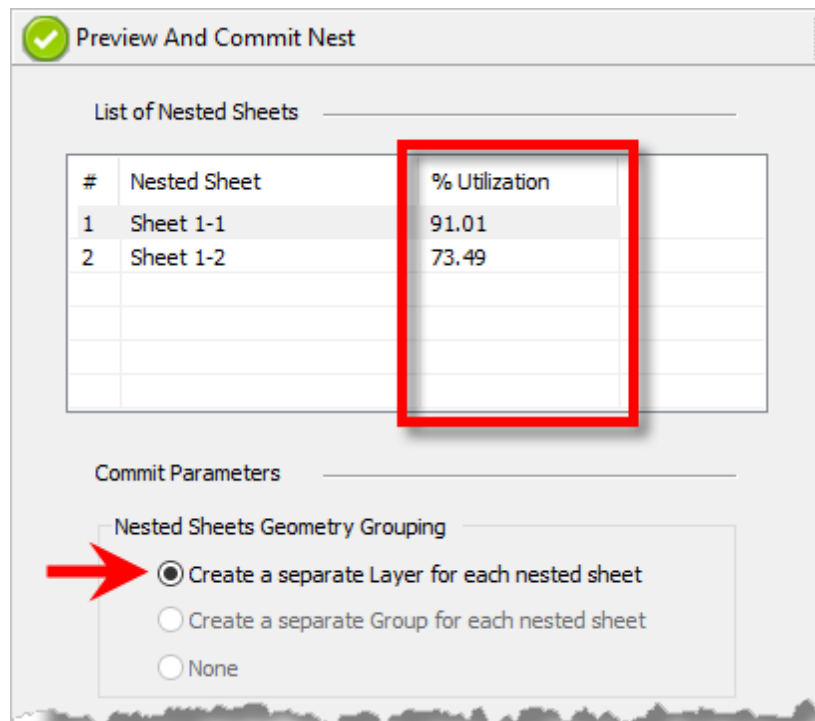 Preview And Commit Nest
List of Nested Sheets
# Nested Sheet % Utilization
1 Sheet 1-1 91.01
2 Sheet 1-2 73.49
Commit Parameters
Nested Sheets Geometry Grouping
Create a separate Layer for each nested sheet
Create a separate Group for each nested sheet
None